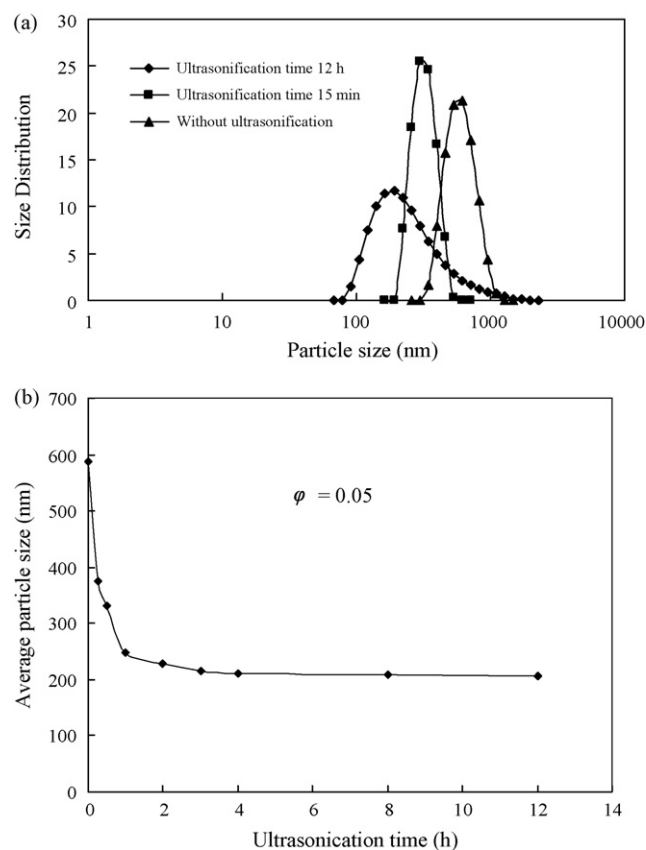 (a)
30
25
20
15
10
5
0
Size Distribution
Ultrasonification time 12 h
Ultrasonification time 15 min
Without ultrasonification
1 10 100 1000 10000
Particle size (nm)
(b)
700
600
500
400
300
200
100
0
Average particle size (nm)
φ = 0.05
0 2 4 6 8 10 12 14
Ultrasonication time (h)